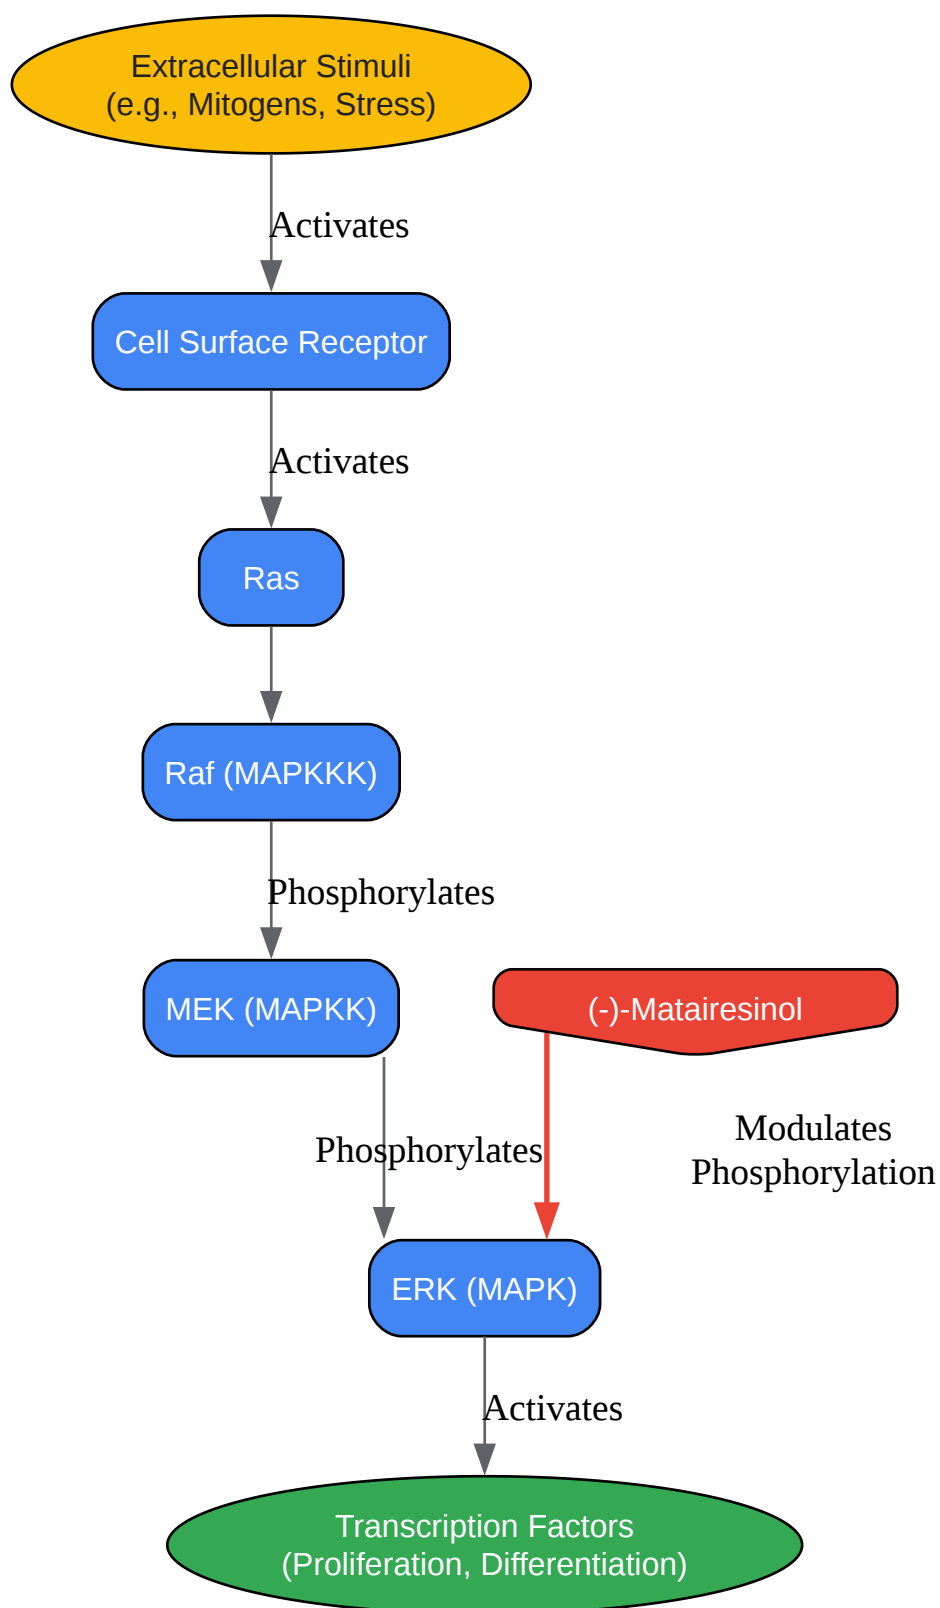 Extracellular Stimuli
(e.g., Mitogens, Stress)
Activates
Cell Surface Receptor
Activates
Ras
Raf (MAPKKK)
Phosphorylates
MEK (MAPKK)
(-)-Matairesinol
Phosphorylates
Modulates
Phosphorylation
ERK (MAPK)
Activates
Transcription Factors
(Proliferation, Differentiation)